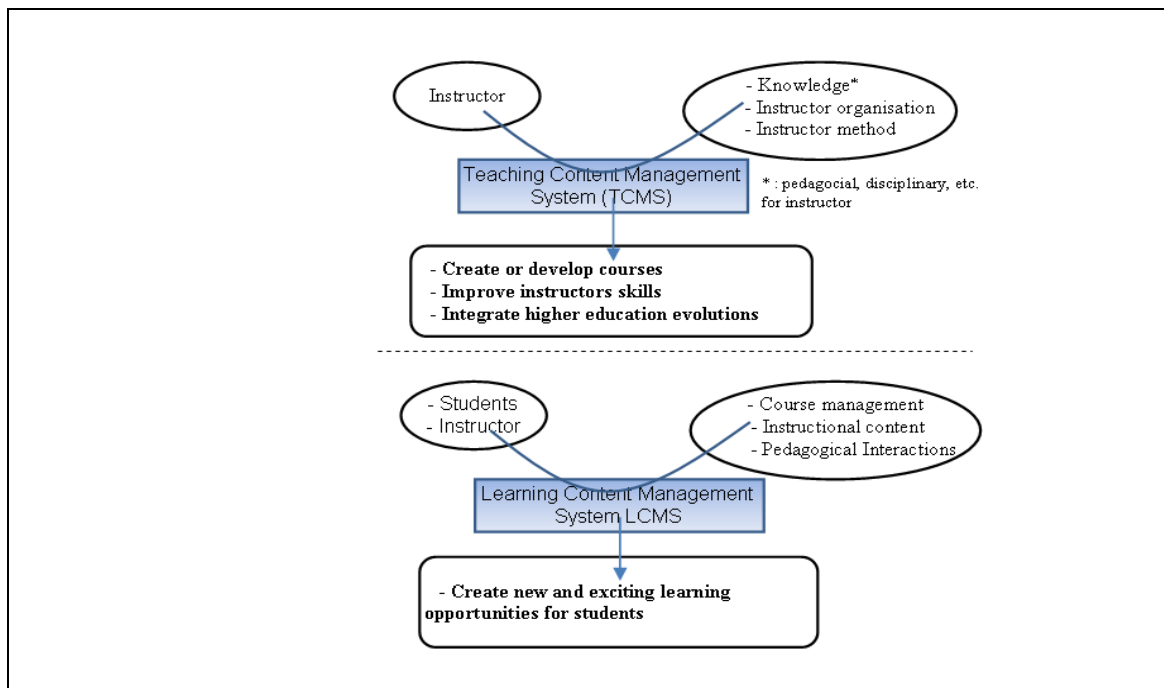 Instructor
- Knowledge*
- Instructor organisation
- Instructor method
Teaching Content Management
System (TCMS)
* : pedagocial, disciplinary, etc.
for instructor
- Create or develop courses
- Improve instructors skills
- Integrate higher education evolutions
- Students
- Instructor
- Course management
- Instructional content
- Pedagogical Interactions
Learning Content Management
System LCMS
- Create new and exciting learning
opportunities for students